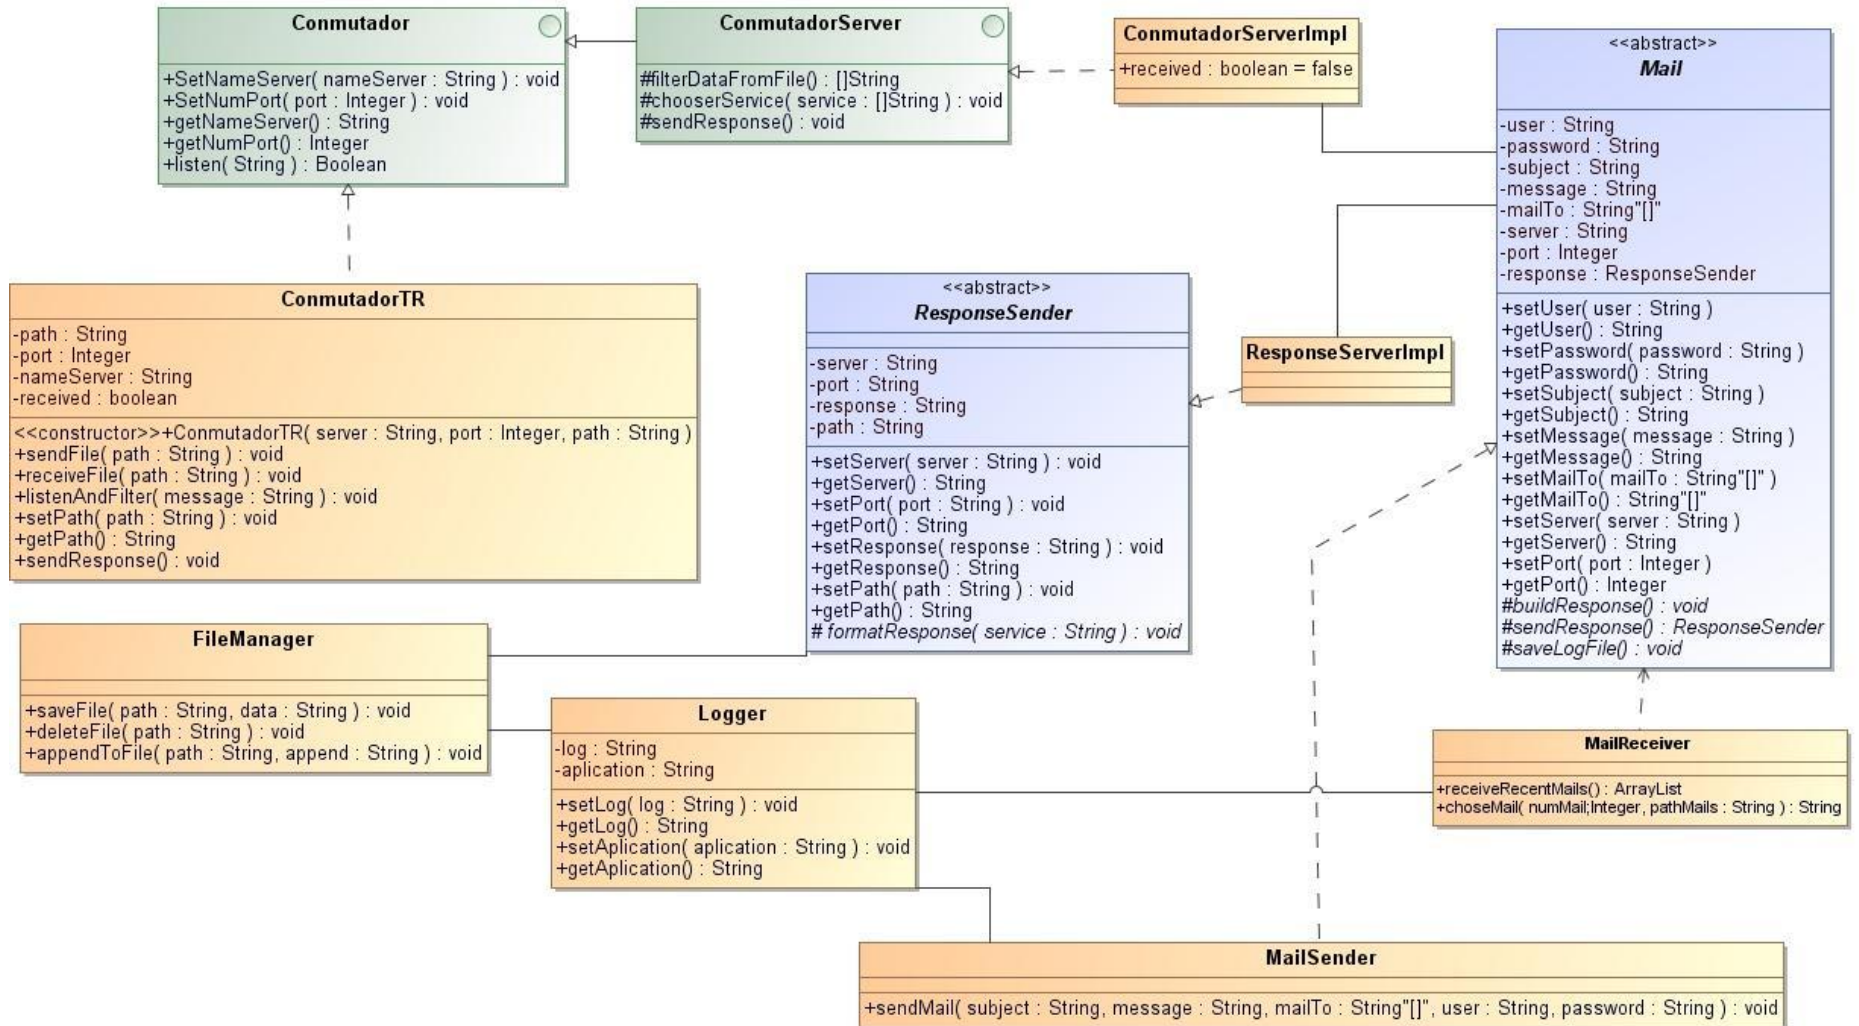 Conmutador
+SetNameServer( nameServer : String ) : void
+SetNumPort( port : Integer ) : void
+getNameServer() : String
+getNumPort() : Integer
+listen( String ) : Boolean
ConmutadorServer
#filterDataFromFile() : []String
#chooserService( service : []String ) : void
#sendResponse() : void
ConmutadorServerImpl
+received : boolean = false
<<abstract>>
Mail
-user : String
-password : String
-subject : String
-message : String
-mailTo : String"[]"
-server : String
-port : Integer
-response : ResponseSender
+setUser( user : String )
+getUser() : String
+setPassword( password : String )
+getPassword() : String
+setSubject( subject : String )
+getSubject() : String
+setMessage( message : String )
+getMessage() : String
+setMailTo( mailTo : String"[]" )
+getMailTo() : String"[]"
+setServer( server : String )
+getServer() : String
+setPort( port : Integer )
+getPort() : Integer
#buildResponse() : void
#sendResponse() : ResponseSender
#saveLogFile() : void
ConmutadorTR
-path : String
-port : Integer
-nameServer : String
-received : boolean
<<constructor>>+ConmutadorTR( server : String, port : Integer, path : String )
+sendFile( path : String ) : void
+receiveFile( path : String ) : void
+listenAndFilter( message : String ) : void
+setPath( path : String ) : void
+getPath() : String
+sendResponse() : void
<<abstract>>
ResponseSender
-server : String
-port : String
-response : String
-path : String
+setServer( server : String ) : void
+getServer() : String
+setPort( port : String ) : void
+getPort() : String
+setResponse( response : String ) : void
+getResponse() : String
+setPath( path : String ) : void
+getPath() : String
# formatResponse( service : String ) : void
ResponseServerImpl
FileManager
+saveFile( path : String, data : String ) : void
+deleteFile( path : String ) : void
+appendToFile( path : String, append : String ) : void
Logger
-log : String
-aplication : String
+setLog( log : String ) : void
+getLog() : String
+setAplication( aplication : String ) : void
+getAplication() : String
MailReceiver
+receiveRecentMails() : ArrayList
+choseMail( numMail;Integer, pathMails : String ) : String
MailSender
+sendMail( subject : String, message : String, mailTo : String"[]", user : String, password : String ) : void